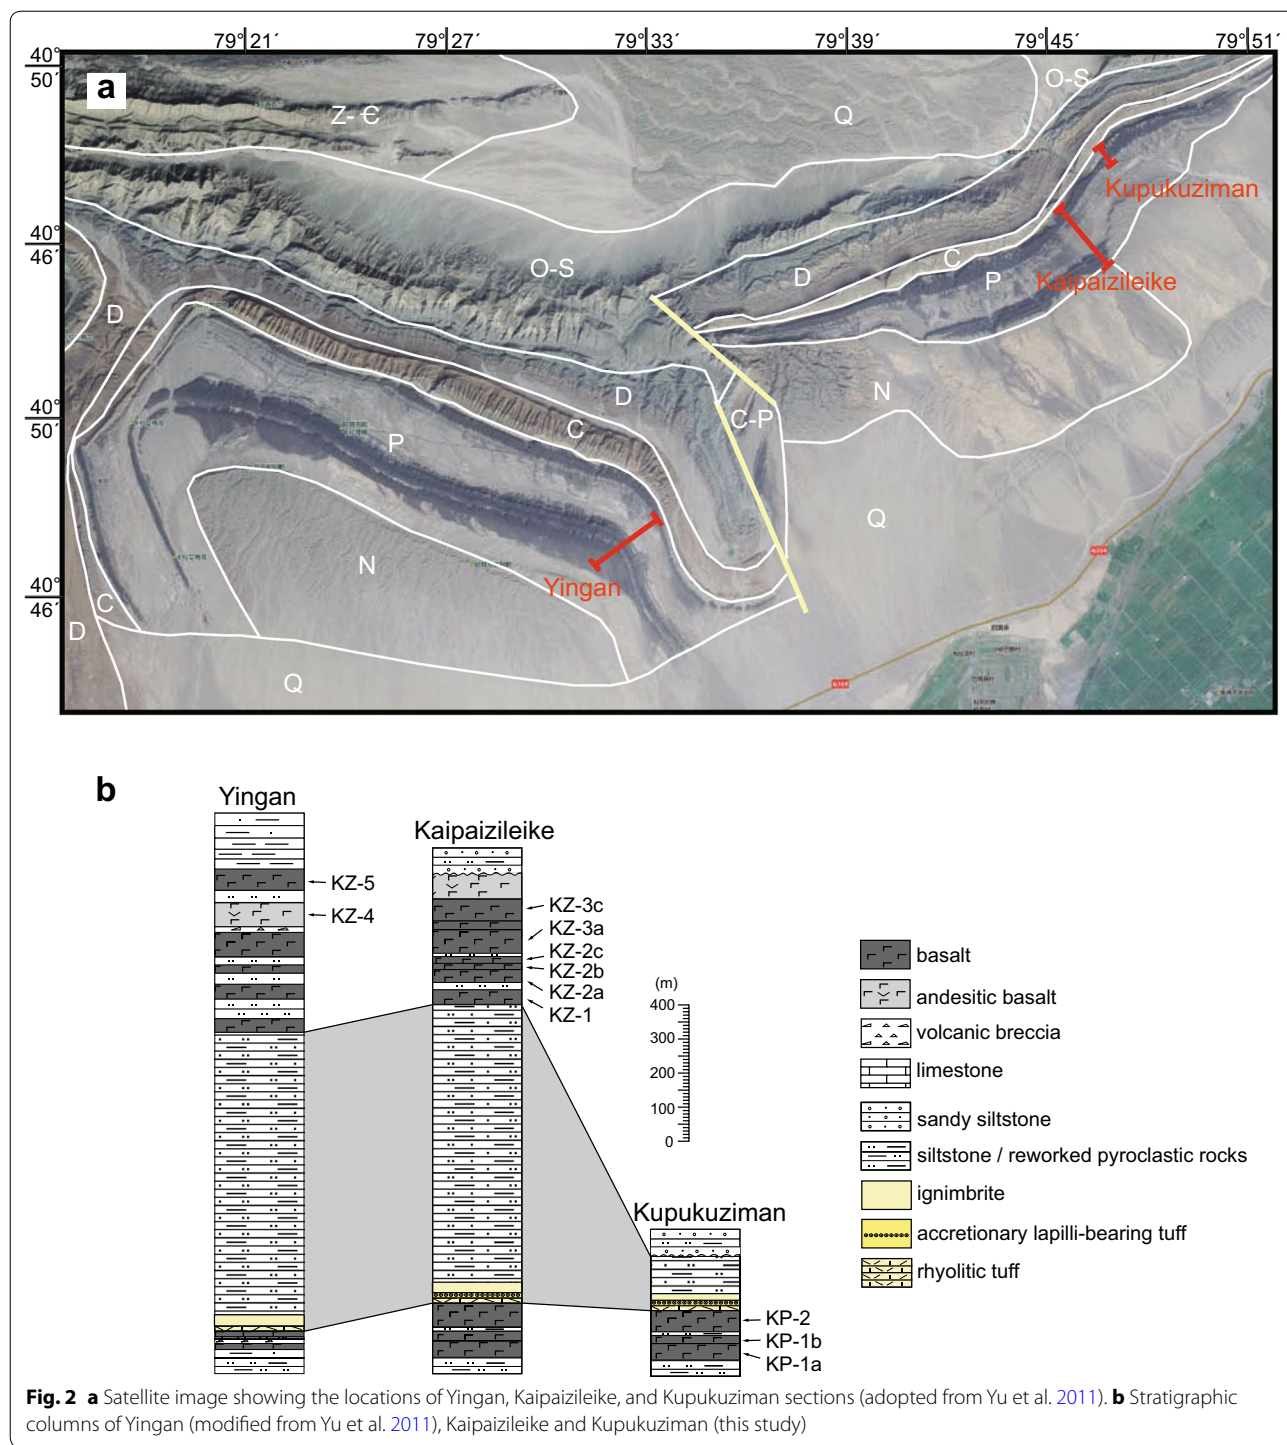 79°21´
79°27´
79°33´
79°39´
79°45´
79°51´
40°
50´
a
Z-Є
Q
O-S
Kupukuziman
40°
46´
O-S
D
C
P
Kaipaizileike
D
D
C-P
N
40°
50´
C
P
Q
N
Yingan
40°
46´
C
D
Q
b
Yingan
Kaipaizileike
KZ-5
KZ-4
KZ-3c
KZ-3a
KZ-2c
KZ-2b
KZ-2a
KZ-1
(m)
400
300
200
100
0
Kupukuziman
KP-2
KP-1b
KP-1a
basalt
andesitic basalt
volcanic breccia
limestone
sandy siltstone
siltstone / reworked pyroclastic rocks
ignimbrite
accretionary lapilli-bearing tuff
rhyolitic tuff
Fig. 2 a Satellite image showing the locations of Yingan, Kaipaizileike, and Kupukuziman sections (adopted from Yu et al. 2011). b Stratigraphic
columns of Yingan (modified from Yu et al. 2011), Kaipaizileike and Kupukuziman (this study)